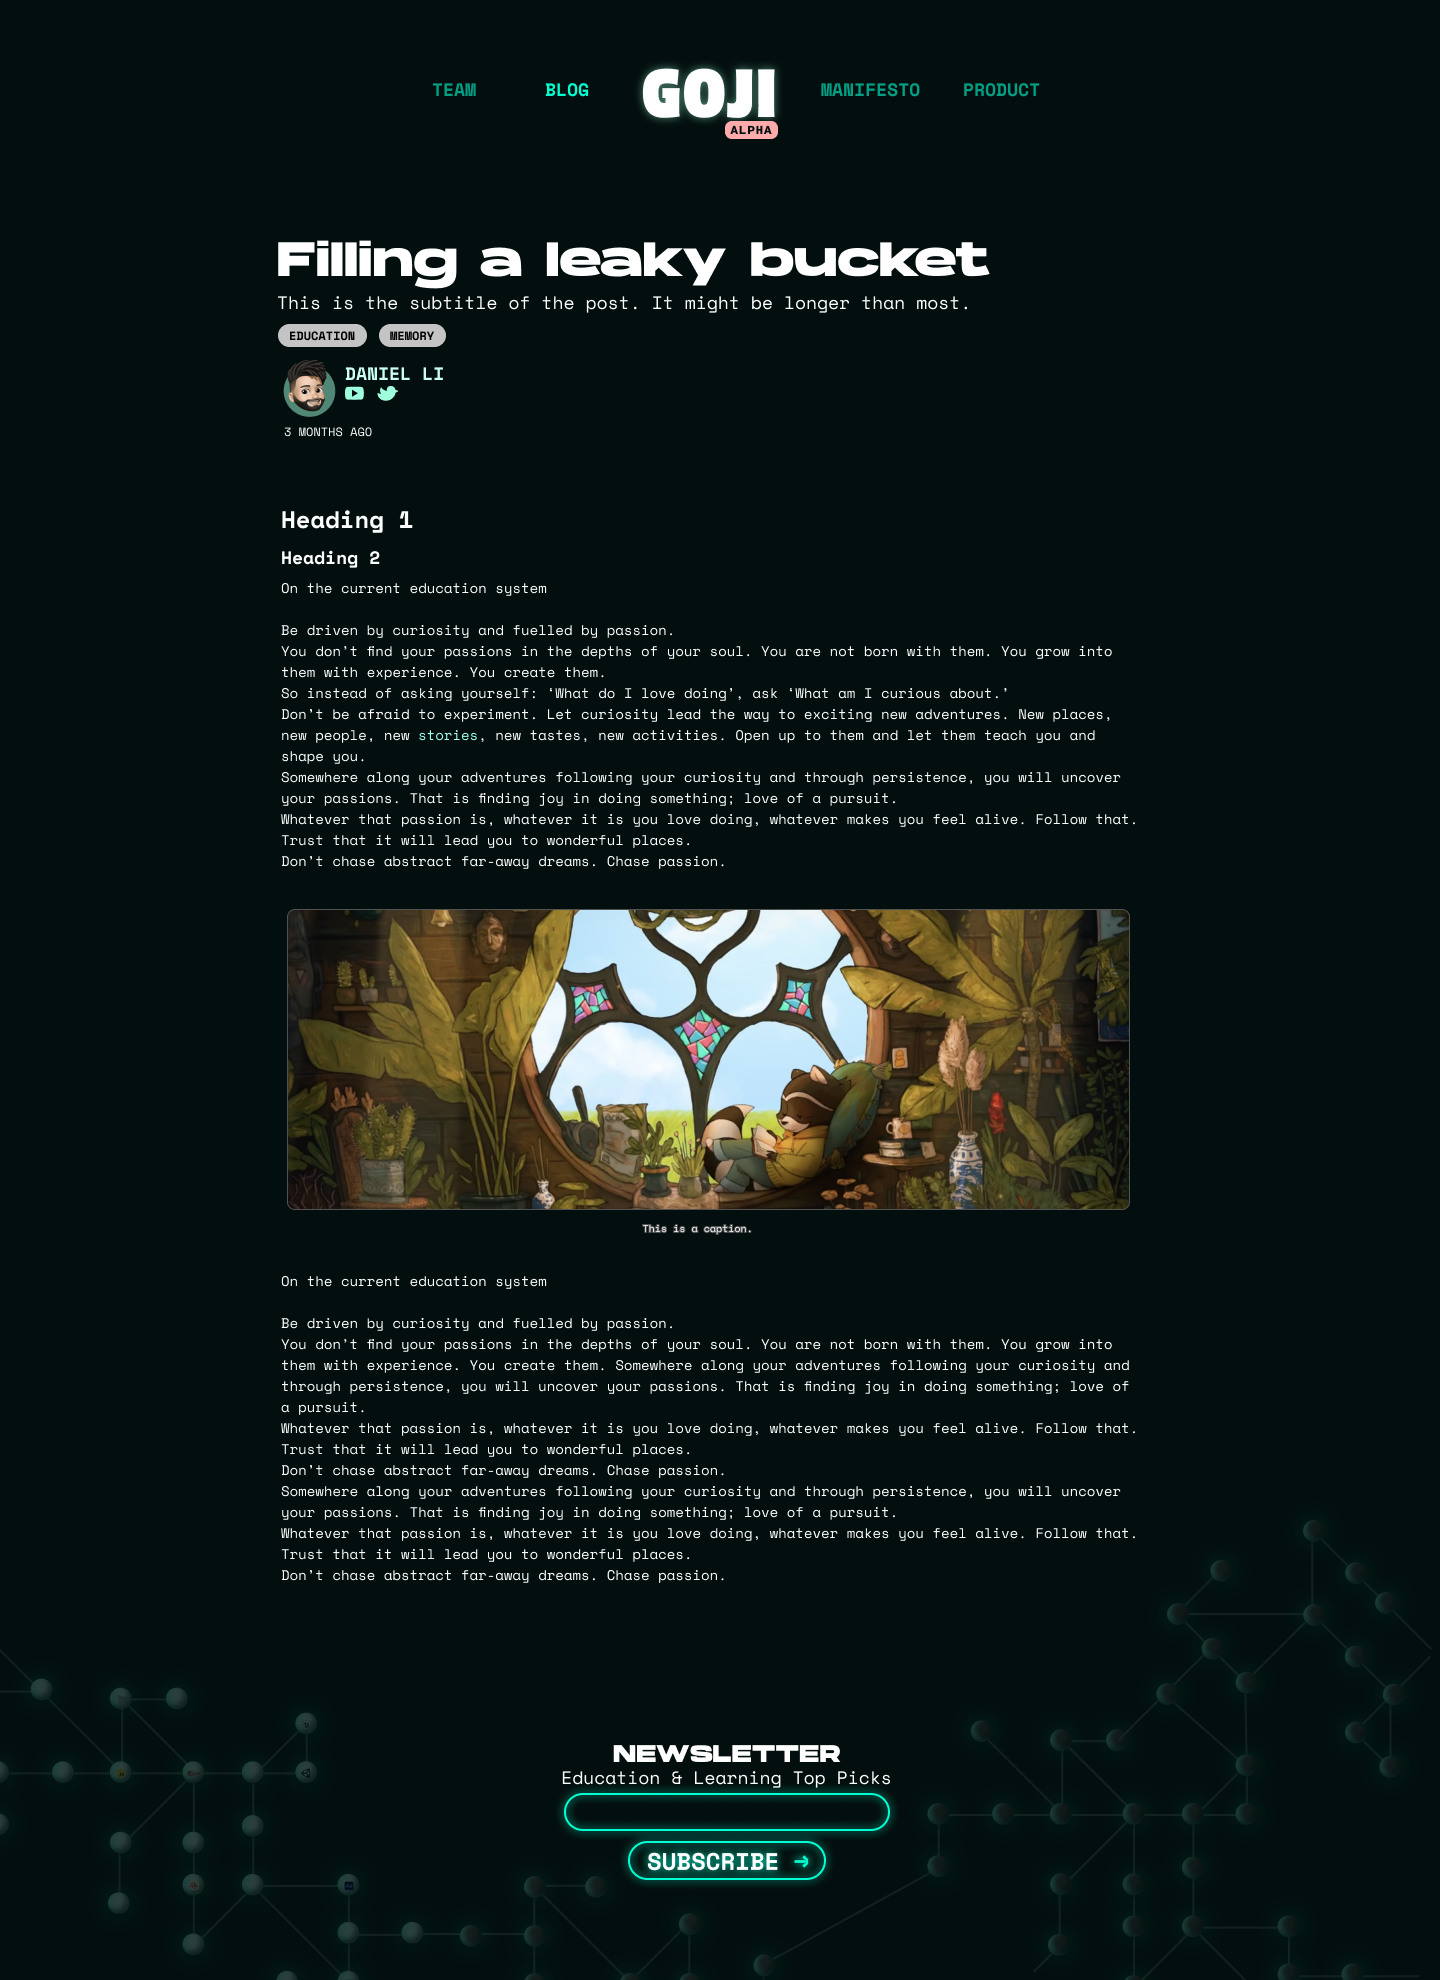 TEAM
BLOG
GOJI
ALPHA
MANIFESTO
PRODUCT
Filling a leaky bucket
This is the subtitle of the post. It might be longer than most.
EDUCATION
MEMORY
DANIEL LI
3 MONTHS AGO
Heading 1
Heading 2
On the current education system
Be driven by curiosity and fuelled by passion.
You don’t find your passions in the depths of your soul. You are not born with them. You grow into
them with experience. You create them.
So instead of asking yourself: ‘What do I love doing’, ask ‘What am I curious about.’
Don’t be afraid to experiment. Let curiosity lead the way to exciting new adventures. New places,
new people, new stories, new tastes, new activities. Open up to them and let them teach you and
shape you.
Somewhere along your adventures following your curiosity and through persistence, you will uncover
your passions. That is finding joy in doing something; love of a pursuit.
Whatever that passion is, whatever it is you love doing, whatever makes you feel alive. Follow that.
Trust that it will lead you to wonderful places.
Don’t chase abstract far-away dreams. Chase passion.
This is a caption.
On the current education system
Be driven by curiosity and fuelled by passion.
You don’t find your passions in the depths of your soul. You are not born with them. You grow into
them with experience. You create them. Somewhere along your adventures following your curiosity and
through persistence, you will uncover your passions. That is finding joy in doing something; love of
a pursuit.
Whatever that passion is, whatever it is you love doing, whatever makes you feel alive. Follow that.
Trust that it will lead you to wonderful places.
Don’t chase abstract far-away dreams. Chase passion.
Somewhere along your adventures following your curiosity and through persistence, you will uncover
your passions. That is finding joy in doing something; love of a pursuit.
Whatever that passion is, whatever it is you love doing, whatever makes you feel alive. Follow that.
Trust that it will lead you to wonderful places.
Don’t chase abstract far-away dreams. Chase passion.
NEWSLETTER
Education & Learning Top Picks
SUBSCRIBE →